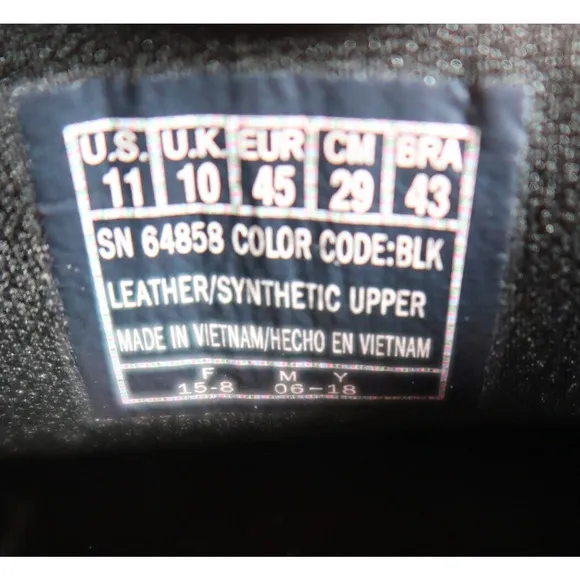 U.S. U.K. EUR CM BRA
11 10 45 29 43
SN 64858 COLOR CODE:BLK
LEATHER/SYNTHETIC UPPER
MADE IN VIETNAM/HECHO EN VIETNAM
F. M Y
15-8 06-18